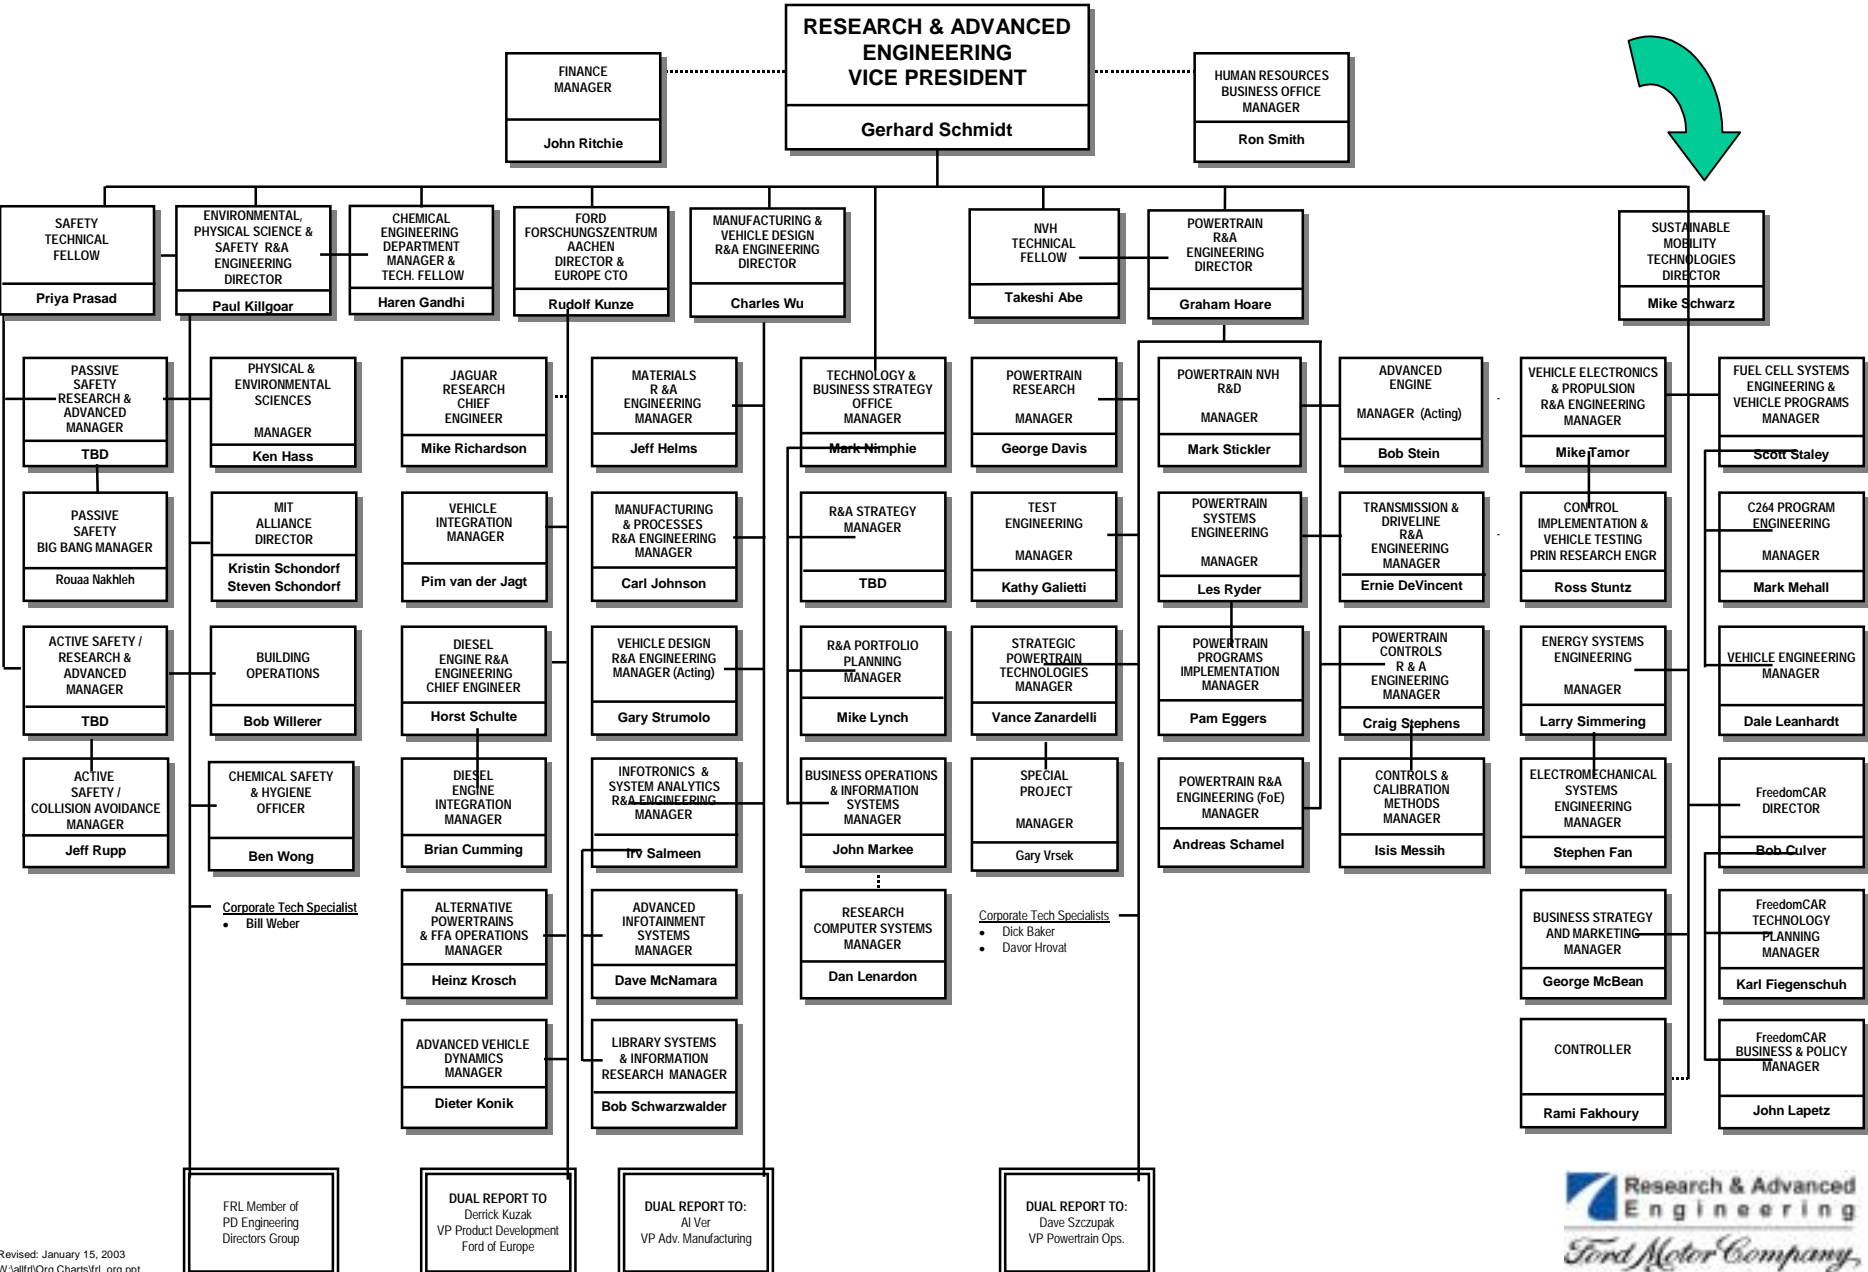 RESEARCH & ADVANCED
ENGINEERING
VICE PRESIDENT
Gerhard Schmidt
FINANCE
MANAGER
John Ritchie
HUMAN RESOURCES
BUSINESS OFFICE
MANAGER
Ron Smith
SAFETY
TECHNICAL
FELLOW
Priya Prasad
ENVIRONMENTAL,
PHYSICAL SCIENCE &
SAFETY R&A
ENGINEERING
DIRECTOR
Paul Killgoar
CHEMICAL
ENGINEERING
DEPARTMENT
MANAGER &
TECH. FELLOW
Haren Gandhi
FORD
FORSCHUNGSZENTRUM
AACHEN
DIRECTOR &
EUROPE CTO
Rudolf Kunze
MANUFACTURING &
VEHICLE DESIGN
R&A ENGINEERING
DIRECTOR
Charles Wu
NVH
TECHNICAL
FELLOW
Takeshi Abe
POWERTRAIN
R&A
ENGINEERING
DIRECTOR
Graham Hoare
SUSTAINABLE
MOBILITY
TECHNOLOGIES
DIRECTOR
Mike Schwarz
PASSIVE
SAFETY
RESEARCH &
ADVANCED
MANAGER
TBD
PHYSICAL &
ENVIRONMENTAL
SCIENCES
MANAGER
Ken Hass
JAGUAR
RESEARCH
CHIEF
ENGINEER
Mike Richardson
MATERIALS
R &A
ENGINEERING
MANAGER
Jeff Helms
TECHNOLOGY &
BUSINESS STRATEGY
OFFICE
MANAGER
Mark Nimphie
POWERTRAIN
RESEARCH
MANAGER
George Davis
POWERTRAIN NVH
R&D
MANAGER
Mark Stickler
ADVANCED
ENGINE
MANAGER (Acting)
Bob Stein
VEHICLE ELECTRONICS
& PROPULSION
R&A ENGINEERING
MANAGER
Mike Tamor
FUEL CELL SYSTEMS
ENGINEERING &
VEHICLE PROGRAMS
MANAGER
Scott Staley
PASSIVE
SAFETY
BIG BANG MANAGER
Rouaa Nakhleh
MIT
ALLIANCE
DIRECTOR
Kristin Schondorf
Steven Schondorf
VEHICLE
INTEGRATION
MANAGER
Pim van der Jagt
MANUFACTURING
& PROCESSES
R&A ENGINEERING
MANAGER
Carl Johnson
R&A STRATEGY
MANAGER
TBD
TEST
ENGINEERING
MANAGER
Kathy Galietti
POWERTRAIN
SYSTEMS
ENGINEERING
MANAGER
Les Ryder
TRANSMISSION &
DRIVELINE
R&A
ENGINEERING
MANAGER
Ernie DeVincent
CONTROL
IMPLEMENTATION &
VEHICLE TESTING
PRIN RESEARCH ENGR
Ross Stuntz
C264 PROGRAM
ENGINEERING
MANAGER
Mark Mehall
ACTIVE SAFETY /
RESEARCH &
ADVANCED
MANAGER
TBD
BUILDING
OPERATIONS
Bob Willerer
DIESEL
ENGINE R&A
ENGINEERING
CHIEF ENGINEER
Horst Schulte
VEHICLE DESIGN
R&A ENGINEERING
MANAGER (Acting)
Gary Strumolo
R&A PORTFOLIO
PLANNING
MANAGER
Mike Lynch
STRATEGIC
POWERTRAIN
TECHNOLOGIES
MANAGER
Vance Zanardelli
POWERTRAIN
PROGRAMS
IMPLEMENTATION
MANAGER
Pam Eggers
POWERTRAIN
CONTROLS
R & A
ENGINEERING
MANAGER
Craig Stephens
ENERGY SYSTEMS
ENGINEERING
MANAGER
Larry Simmering
VEHICLE ENGINEERING
MANAGER
Dale Leanhardt
ACTIVE
SAFETY /
COLLISION AVOIDANCE
MANAGER
Jeff Rupp
CHEMICAL SAFETY
& HYGIENE
OFFICER
Ben Wong
DIESEL
ENGINE
INTEGRATION
MANAGER
Brian Cumming
INFOTRONICS &
SYSTEM ANALYTICS
R&A ENGINEERING
MANAGER
Irv Salmeen
BUSINESS OPERATIONS
& INFORMATION
SYSTEMS
MANAGER
John Markee
SPECIAL
PROJECT
MANAGER
Gary Vrsek
POWERTRAIN R&A
ENGINEERING (FoE)
MANAGER
Andreas Schamel
CONTROLS &
CALIBRATION
METHODS
MANAGER
Isis Messih
ELECTROMECHANICAL
SYSTEMS
ENGINEERING
MANAGER
Stephen Fan
FreedomCAR
DIRECTOR
Bob Culver
Corporate Tech Specialist
• Bill Weber
ALTERNATIVE
POWERTRAINS
& FFA OPERATIONS
MANAGER
Heinz Krosch
ADVANCED
INFOTAINMENT
SYSTEMS
MANAGER
Dave McNamara
RESEARCH
COMPUTER SYSTEMS
MANAGER
Dan Lenardon
Corporate Tech Specialists
• Dick Baker
• Davor Hrovat
BUSINESS STRATEGY
AND MARKETING
MANAGER
George McBean
FreedomCAR
TECHNOLOGY
PLANNING
MANAGER
Karl Fiegenschuh
ADVANCED VEHICLE
DYNAMICS
MANAGER
Dieter Konik
LIBRARY SYSTEMS
& INFORMATION
RESEARCH MANAGER
Bob Schwarzwalder
CONTROLLER
Rami Fakhoury
FreedomCAR
BUSINESS & POLICY
MANAGER
John Lapetz
FRL Member of
PD Engineering
Directors Group
DUAL REPORT TO
Derrick Kuzak
VP Product Development
Ford of Europe
DUAL REPORT TO:
Al Ver
VP Adv. Manufacturing
DUAL REPORT TO:
Dave Szczupak
VP Powertrain Ops.
Research & Advanced
Engineering
Ford Motor Company
Revised: January 15, 2003
W:\allfrl\Org Charts\frl_org.ppt